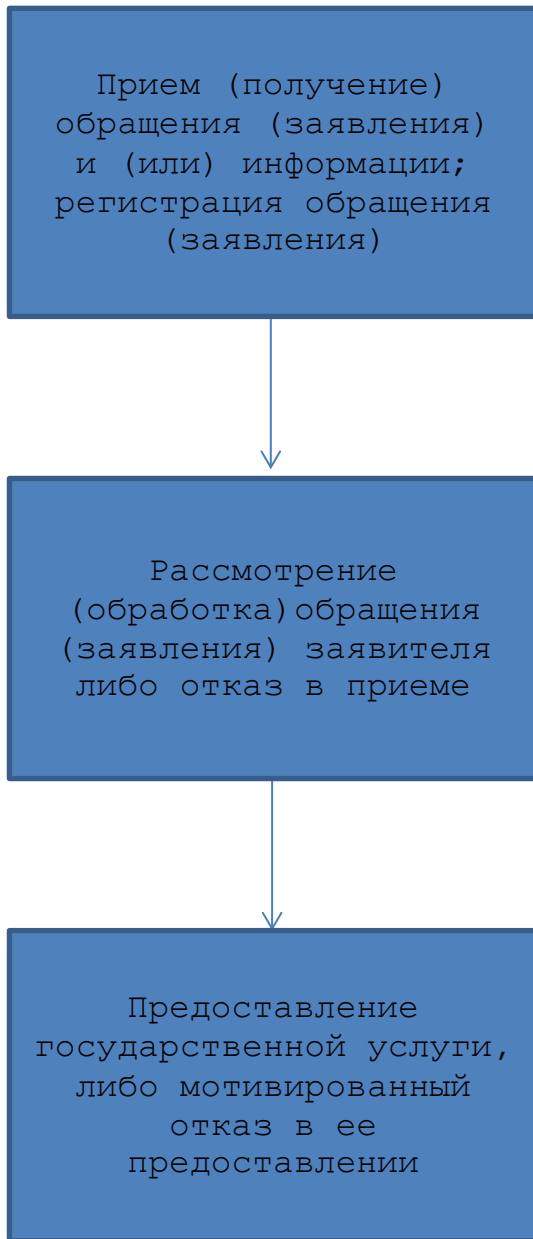 Прием (получение)
обращения (заявления)
и (или) информации;
регистрация обращения
(заявления)
Рассмотрение
(обработка)обращения
(заявления) заявителя
либо отказ в приеме
Предоставление
государственной услуги,
либо мотивированный
отказ в ее
предоставлении